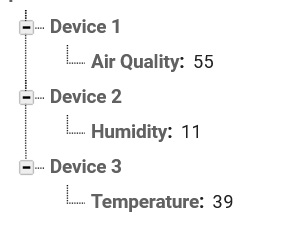 Device 1
Air Quality: 55
Device 2
Humidity: 11
Device 3
Temperature: 39